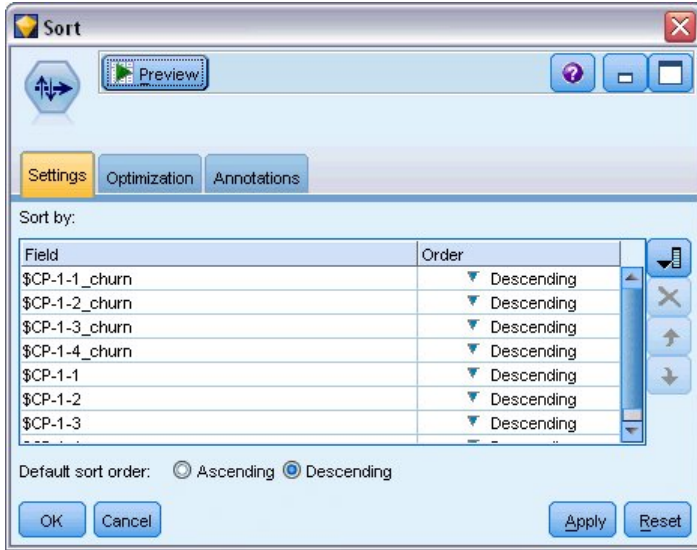 Sort
Preview
Settings Optimization Annotations
Sort by:
Field Order
$CP-1-1_churn Descending
$CP-1-2_churn Descending
$CP-1-3_churn Descending
$CP-1-4_churn Descending
$CP-1-1 Descending
$CP-1-2 Descending
$CP-1-3 Descending
Default sort order: Ascending Descending
OK Cancel Apply Reset